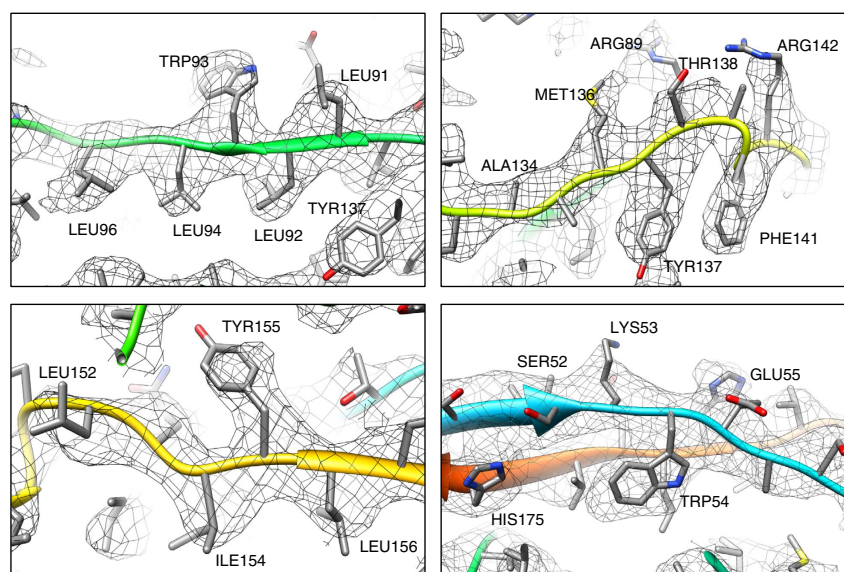 TRP93
LEU91
LEU96
LEU94
LEU92
TYR137
ARG89
THR138
ARG142
MET136
ALA134
TYR137
PHE141
LEU152
TYR155
ILE154
LEU156
LYS53
SER52
GLU55
HIS175
TRP54